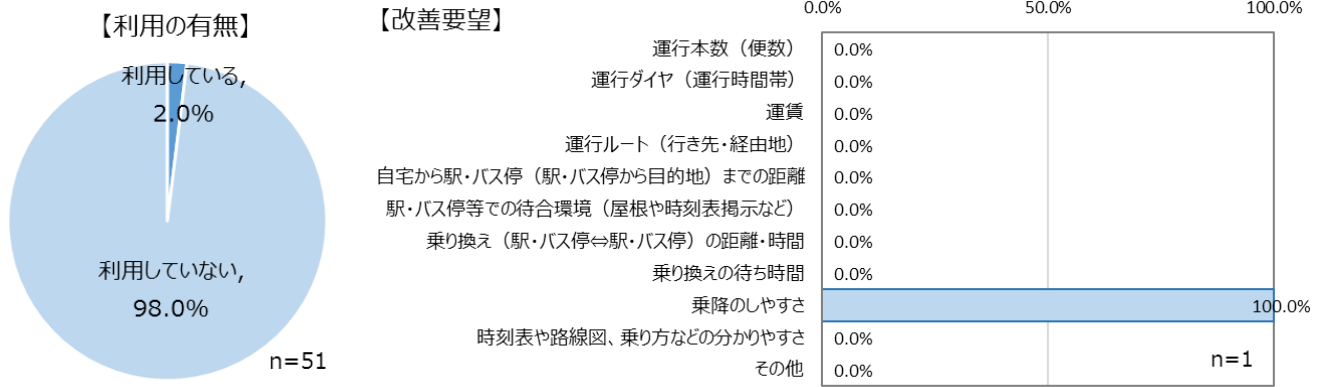 【利用の有無】
利用している,
2.0%
利用していない,
98.0%
n=51
【改善要望】
0.0% 50.0% 100.0%
運行本数（便数） 0.0%
運行ダイヤ（運行時間帯） 0.0%
運賃 0.0%
運行ルート（行き先・経由地） 0.0%
自宅から駅・バス停（駅・バス停から目的地）までの距離 0.0%
駅・バス停等での待合環境（屋根や時刻表掲示など） 0.0%
乗り換え（駅・バス停⇔駅・バス停）の距離・時間 0.0%
乗り換えの待ち時間 0.0%
乗降のしやすさ 100.0%
時刻表や路線図、乗り方などの分かりやすさ 0.0%
その他 0.0%
n=1